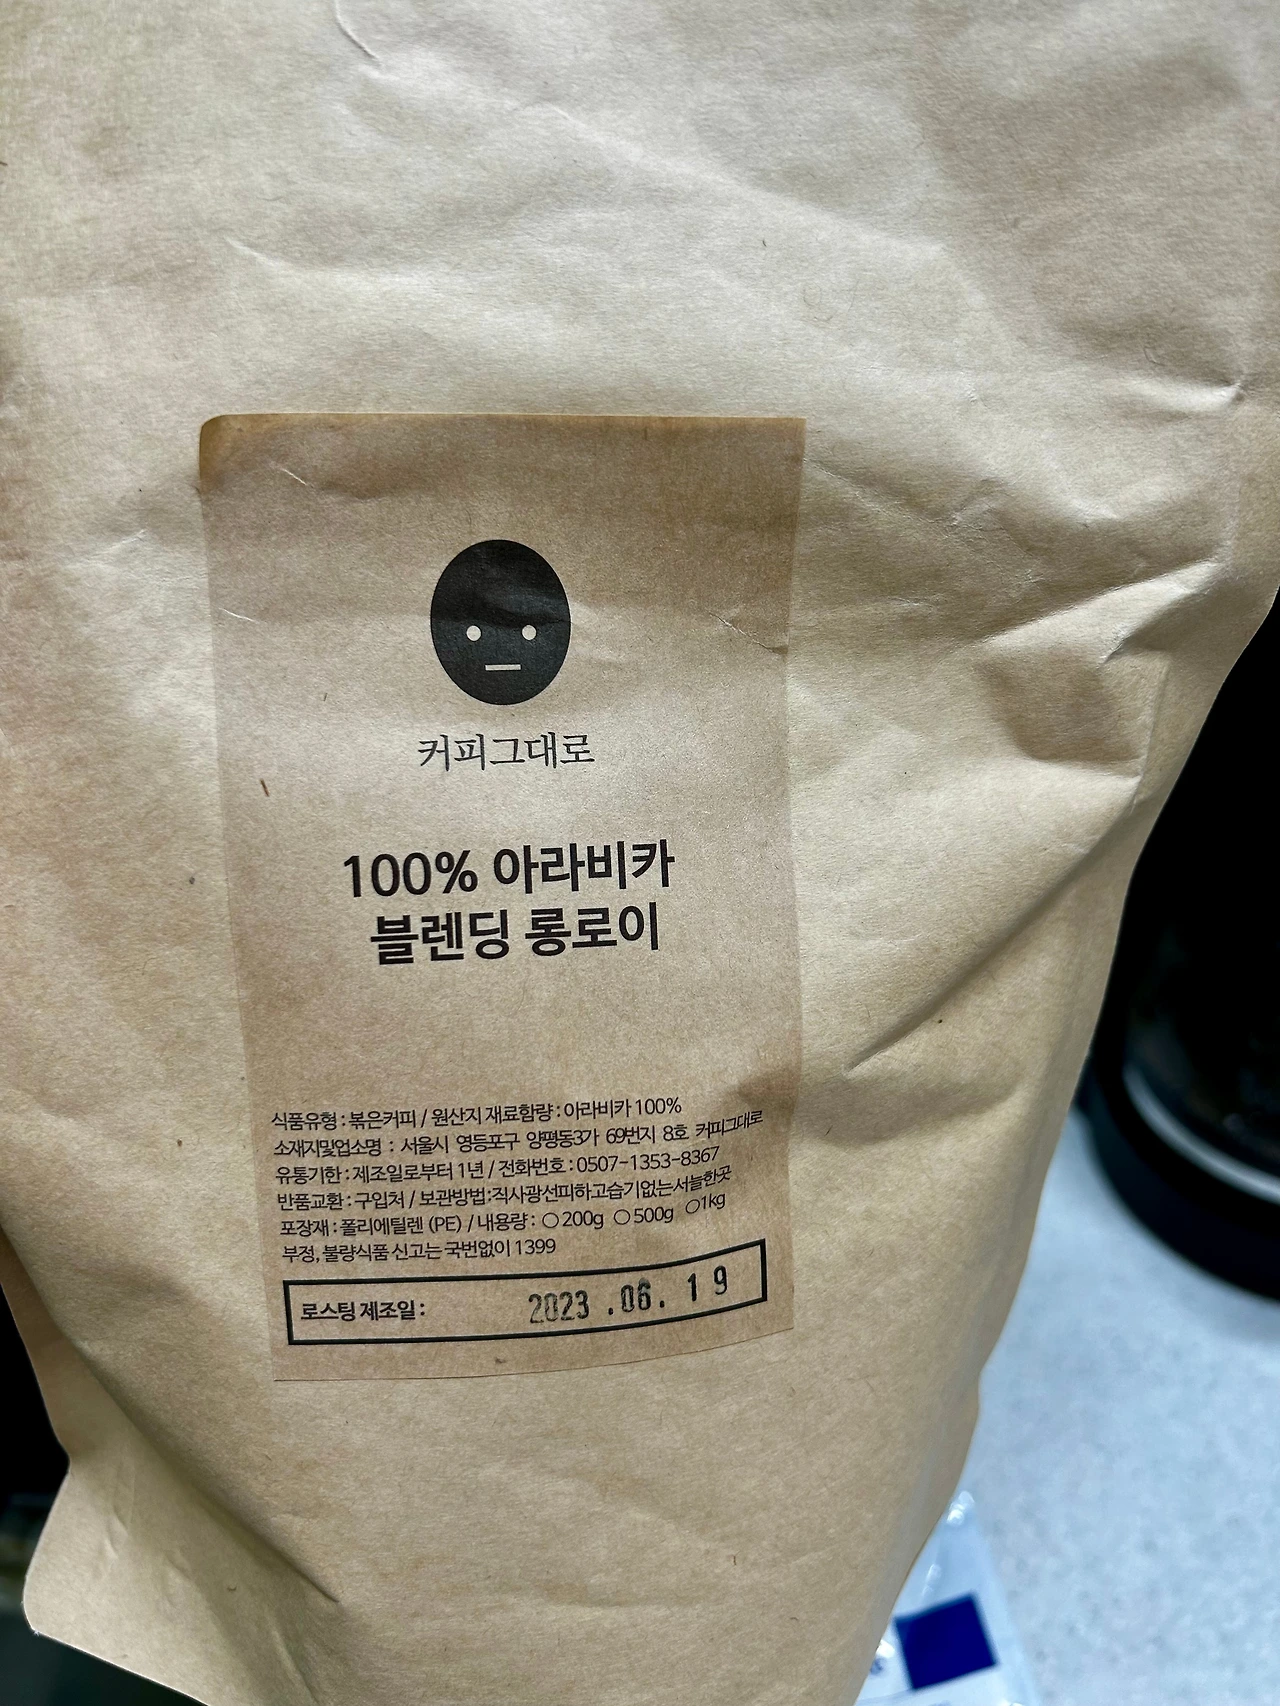 커피그대로
100% 아라비카
블렌딩 롱로이
식품유형 : 볶은커피 / 원산지 재료함량 : 아라비카 100%
소재지및업소명 : 서울시 영등포구 양평동3가 69번지 8호 커피그대로
유통기한 : 제조일로부터 1년 / 전화번호 : 0507-1353-8367
반품교환 : 구입처 / 보관방법:직사광선피하고습기없는서늘한곳
포장재 : 폴리에틸렌 (PE) / 내용량 : ○200g ○500g ○1kg
부정, 불량식품 신고는 국번없이 1399
로스팅 제조일 : 2023 .06. 1 9